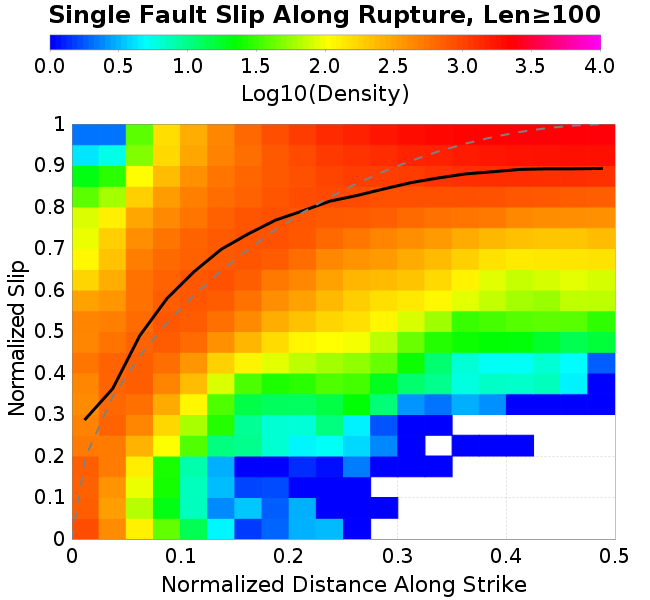 Single Fault Slip Along Rupture, Len≥100
0.0 0.5 1.0 1.5 2.0 2.5 3.0 3.5 4.0
Log10(Density)
1
0.9
0.8
0.7
0.6
0.5
0.4
0.3
0.2
0.1
0
Normalized Slip
0 0.1 0.2 0.3 0.4 0.5
Normalized Distance Along Strike